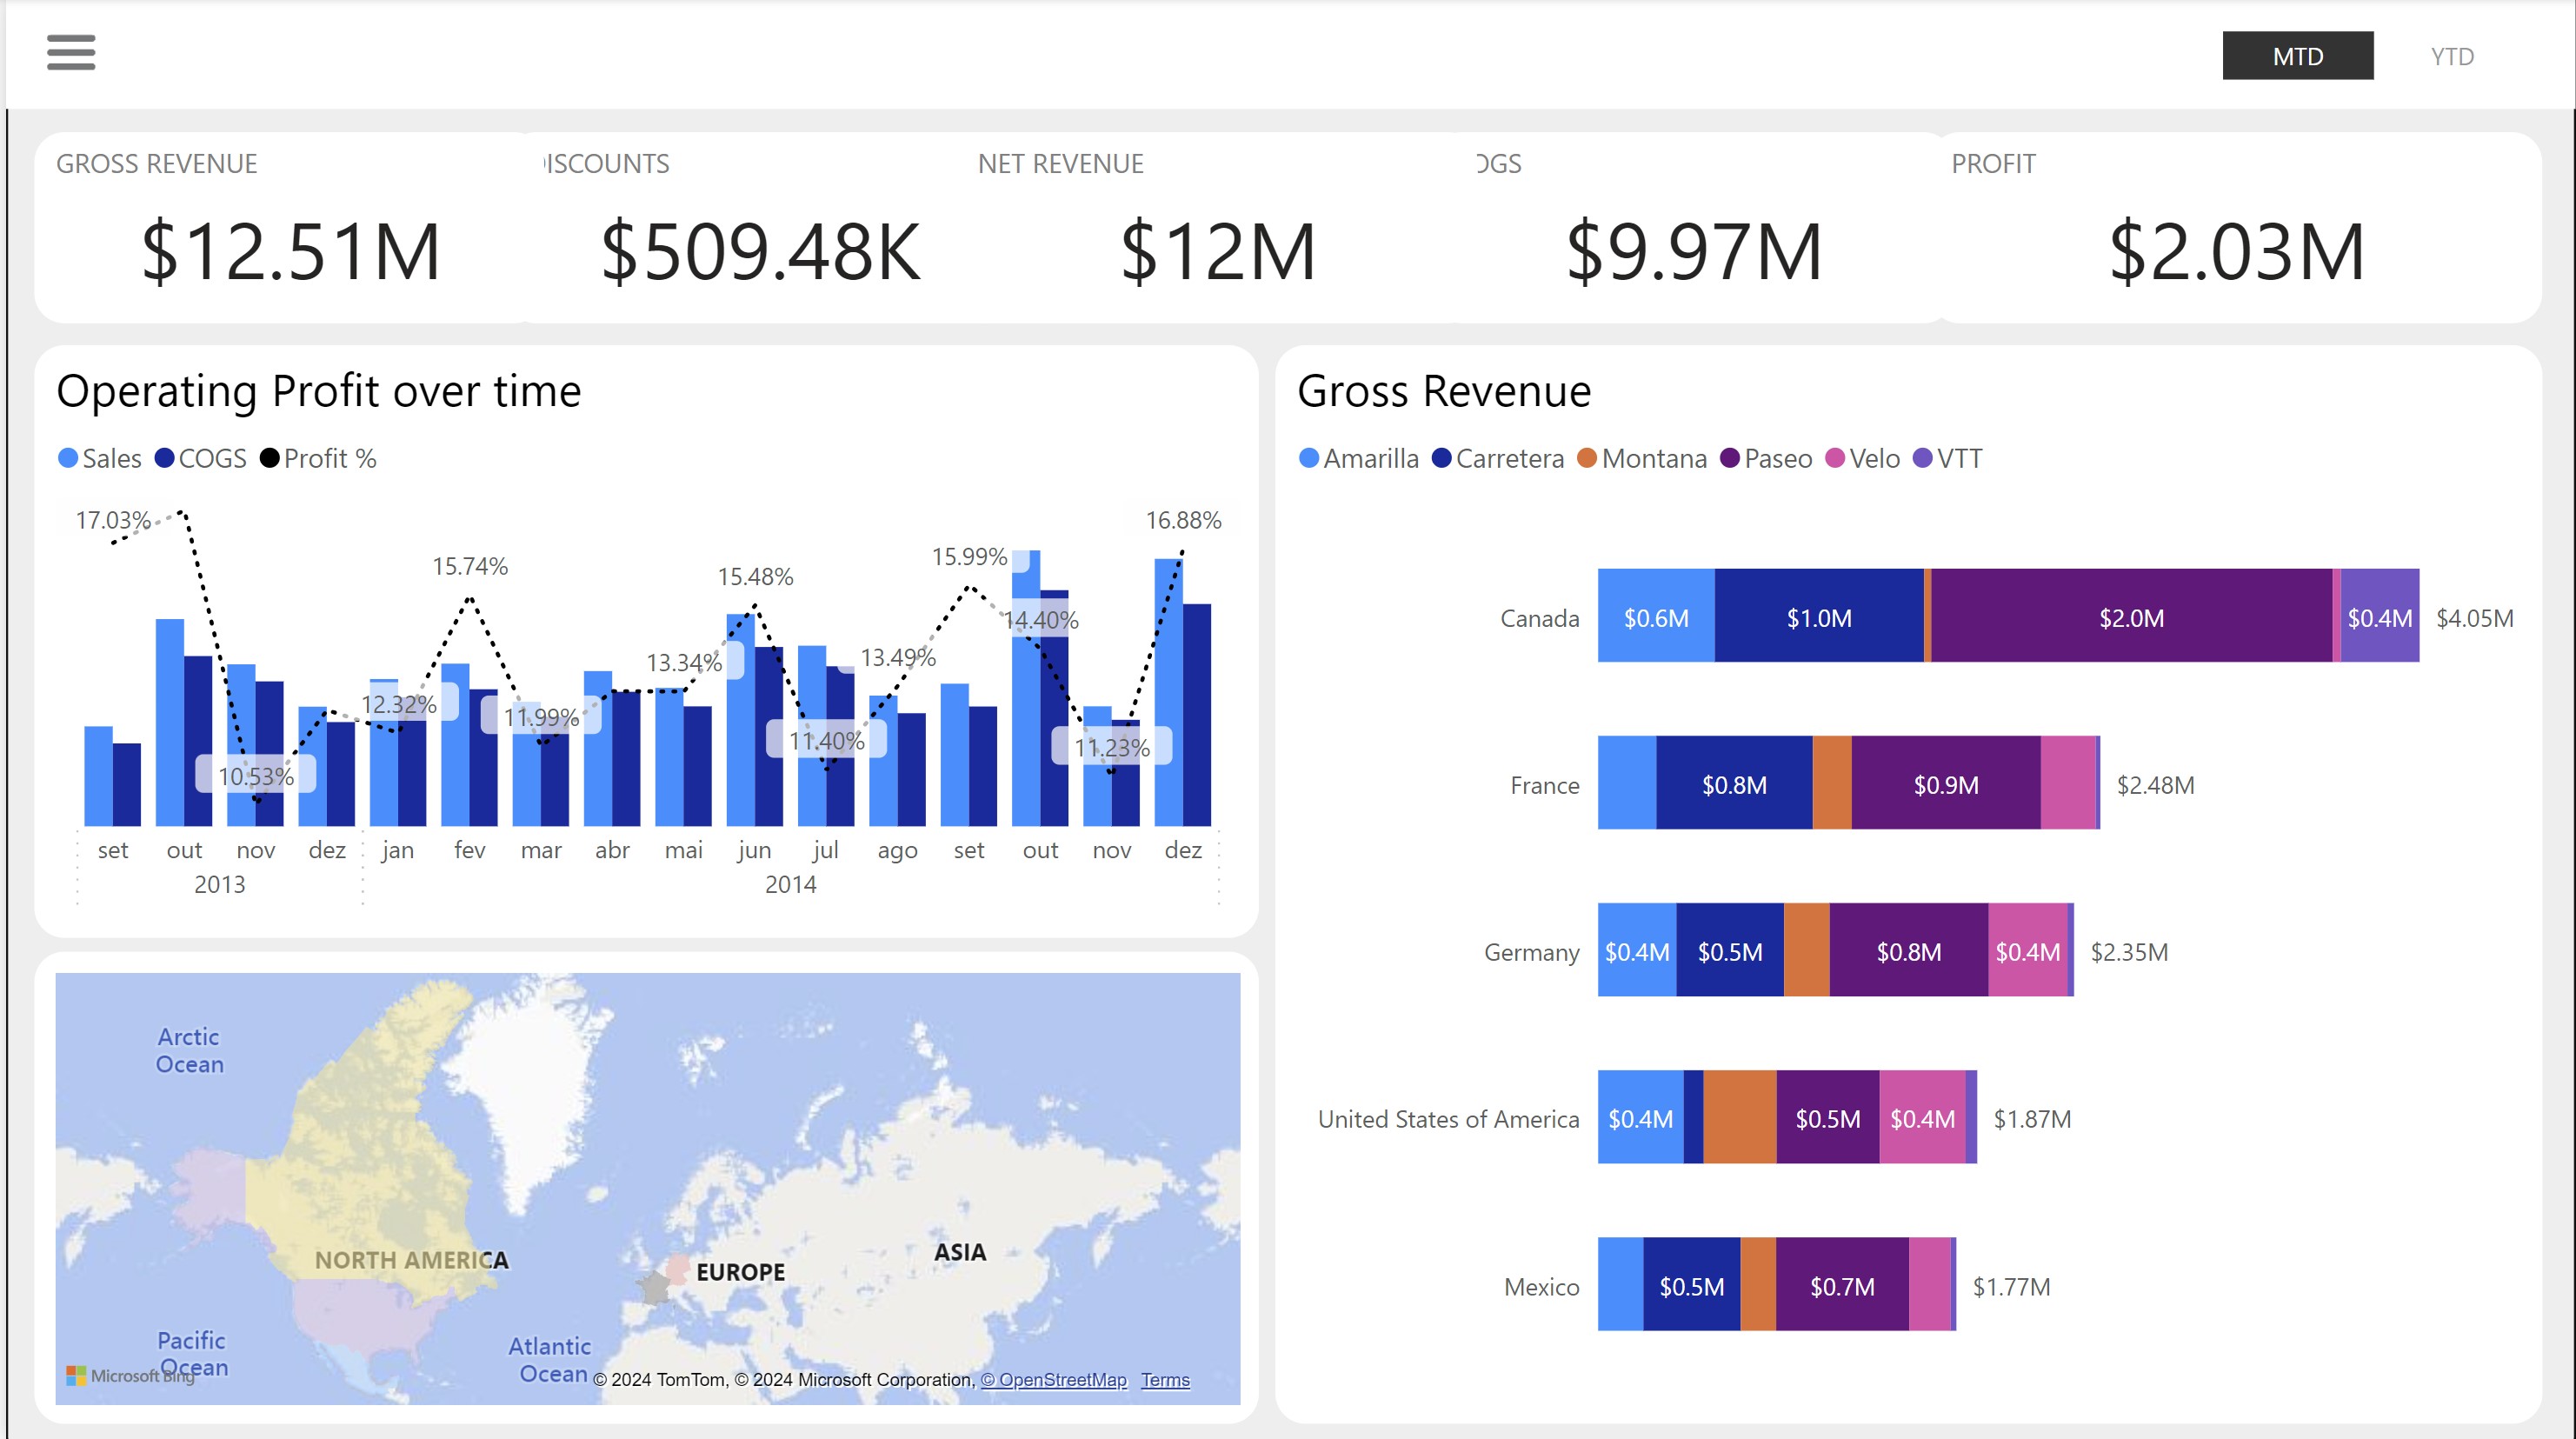 MTD YTD
GROSS REVENUE
ISCOUNTS
NET REVENUE
OGS
PROFIT
$12.51M
$509.48K
$12M
$9.97M
$2.03M
Operating Profit over time
Sales COGS Profit %
17.03%
10.53%
12.32%
15.74%
11.99%
13.34%
15.48%
11.40%
13.49%
15.99%
14.40%
11.23%
16.88%
set out nov dez jan fev mar abr mai jun jul ago set out nov dez
2013 2014
Arctic
Ocean
NORTH AMERICA
EUROPE
ASIA
Pacific
Ocean
Atlantic
Ocean
Microsoft Bing
© 2024 TomTom, © 2024 Microsoft Corporation, © OpenStreetMap Terms
Gross Revenue
Amarilla Carretera Montana Paseo Velo VTT
Canada $0.6M $1.0M $2.0M $0.4M $4.05M
France $0.8M $0.9M $2.48M
Germany $0.4M $0.5M $0.8M $0.4M $2.35M
United States of America $0.4M $0.5M $0.4M $1.87M
Mexico $0.5M $0.7M $1.77M